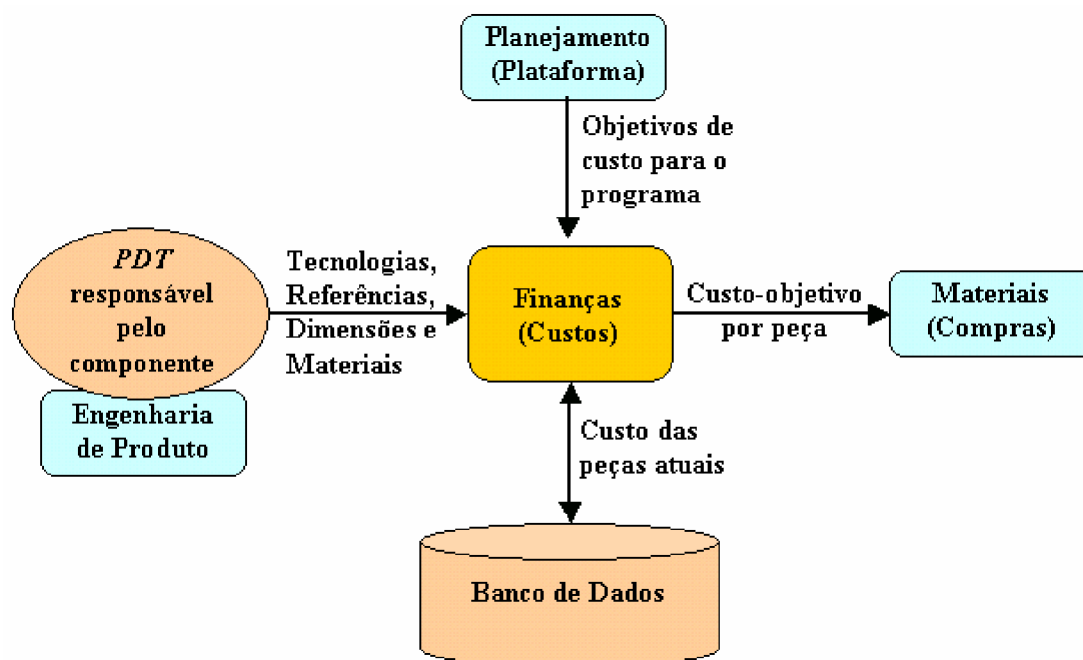 Planejamento
(Plataforma)
Objetivos de
custo para o
programa
PDT
responsável
pelo
componente
Engenharia
de Produto
Tecnologias,
Referências,
Dimensões e
Materiais
Finanças
(Custos)
Custo-objetivo
por peça
Materiais
(Compras)
Custo das
peças atuais
Banco de Dados